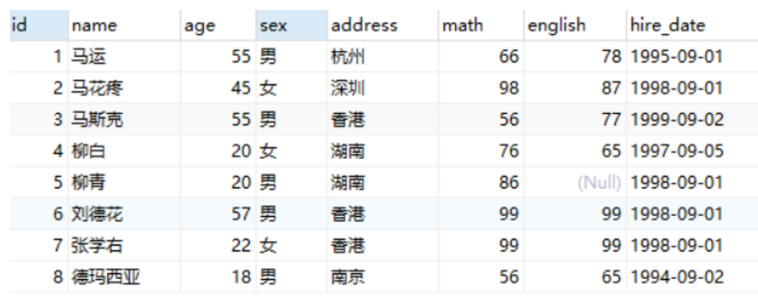 id name age sex address math english hire_date
1 马运 55 男 杭州 66 78 1995-09-01
2 马花疼 45 女 深圳 98 87 1998-09-01
3 马斯克 55 男 香港 56 77 1999-09-02
4 柳白 20 女 湖南 76 65 1997-09-05
5 柳青 20 男 湖南 86 (Null) 1998-09-01
6 刘德花 57 男 香港 99 99 1998-09-01
7 张学右 22 女 香港 99 99 1998-09-01
8 德玛西亚 18 男 南京 56 65 1994-09-02